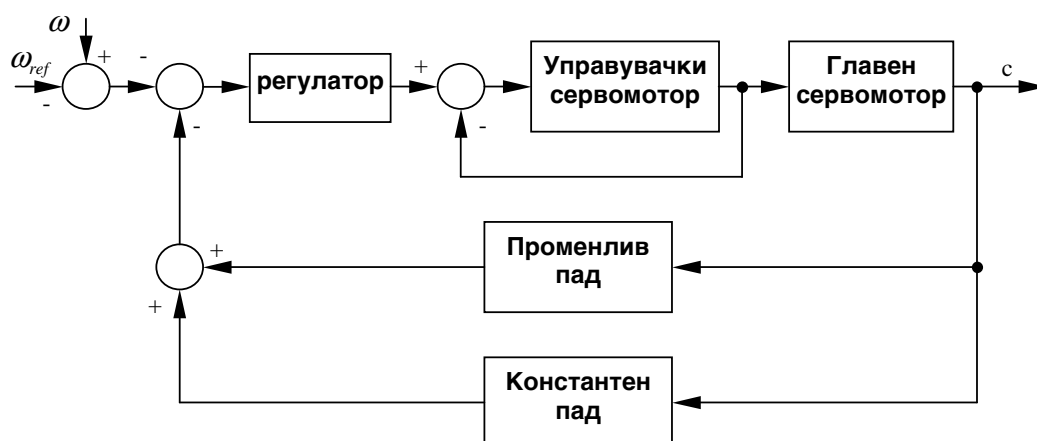 ω
ω_ref
+
-
-
-
регулатор
+
-
Управувачки
сервомотор
Главен
сервомотор
c
+
+
Променлив
пад
Константен
пад